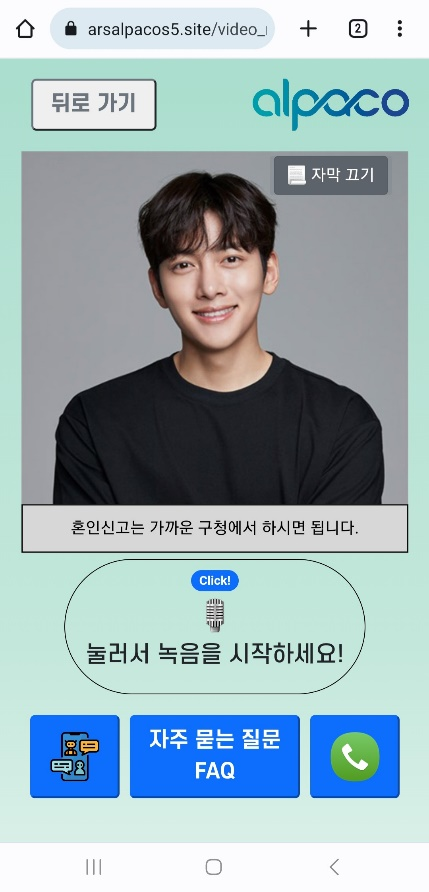 arsalpacos5.site/video_
2
뒤로 가기
alpaco
자막 끄기
혼인신고는 가까운 구청에서 하시면 됩니다.
Click!
눌러서 녹음을 시작하세요!
자주 묻는 질문
FAQ